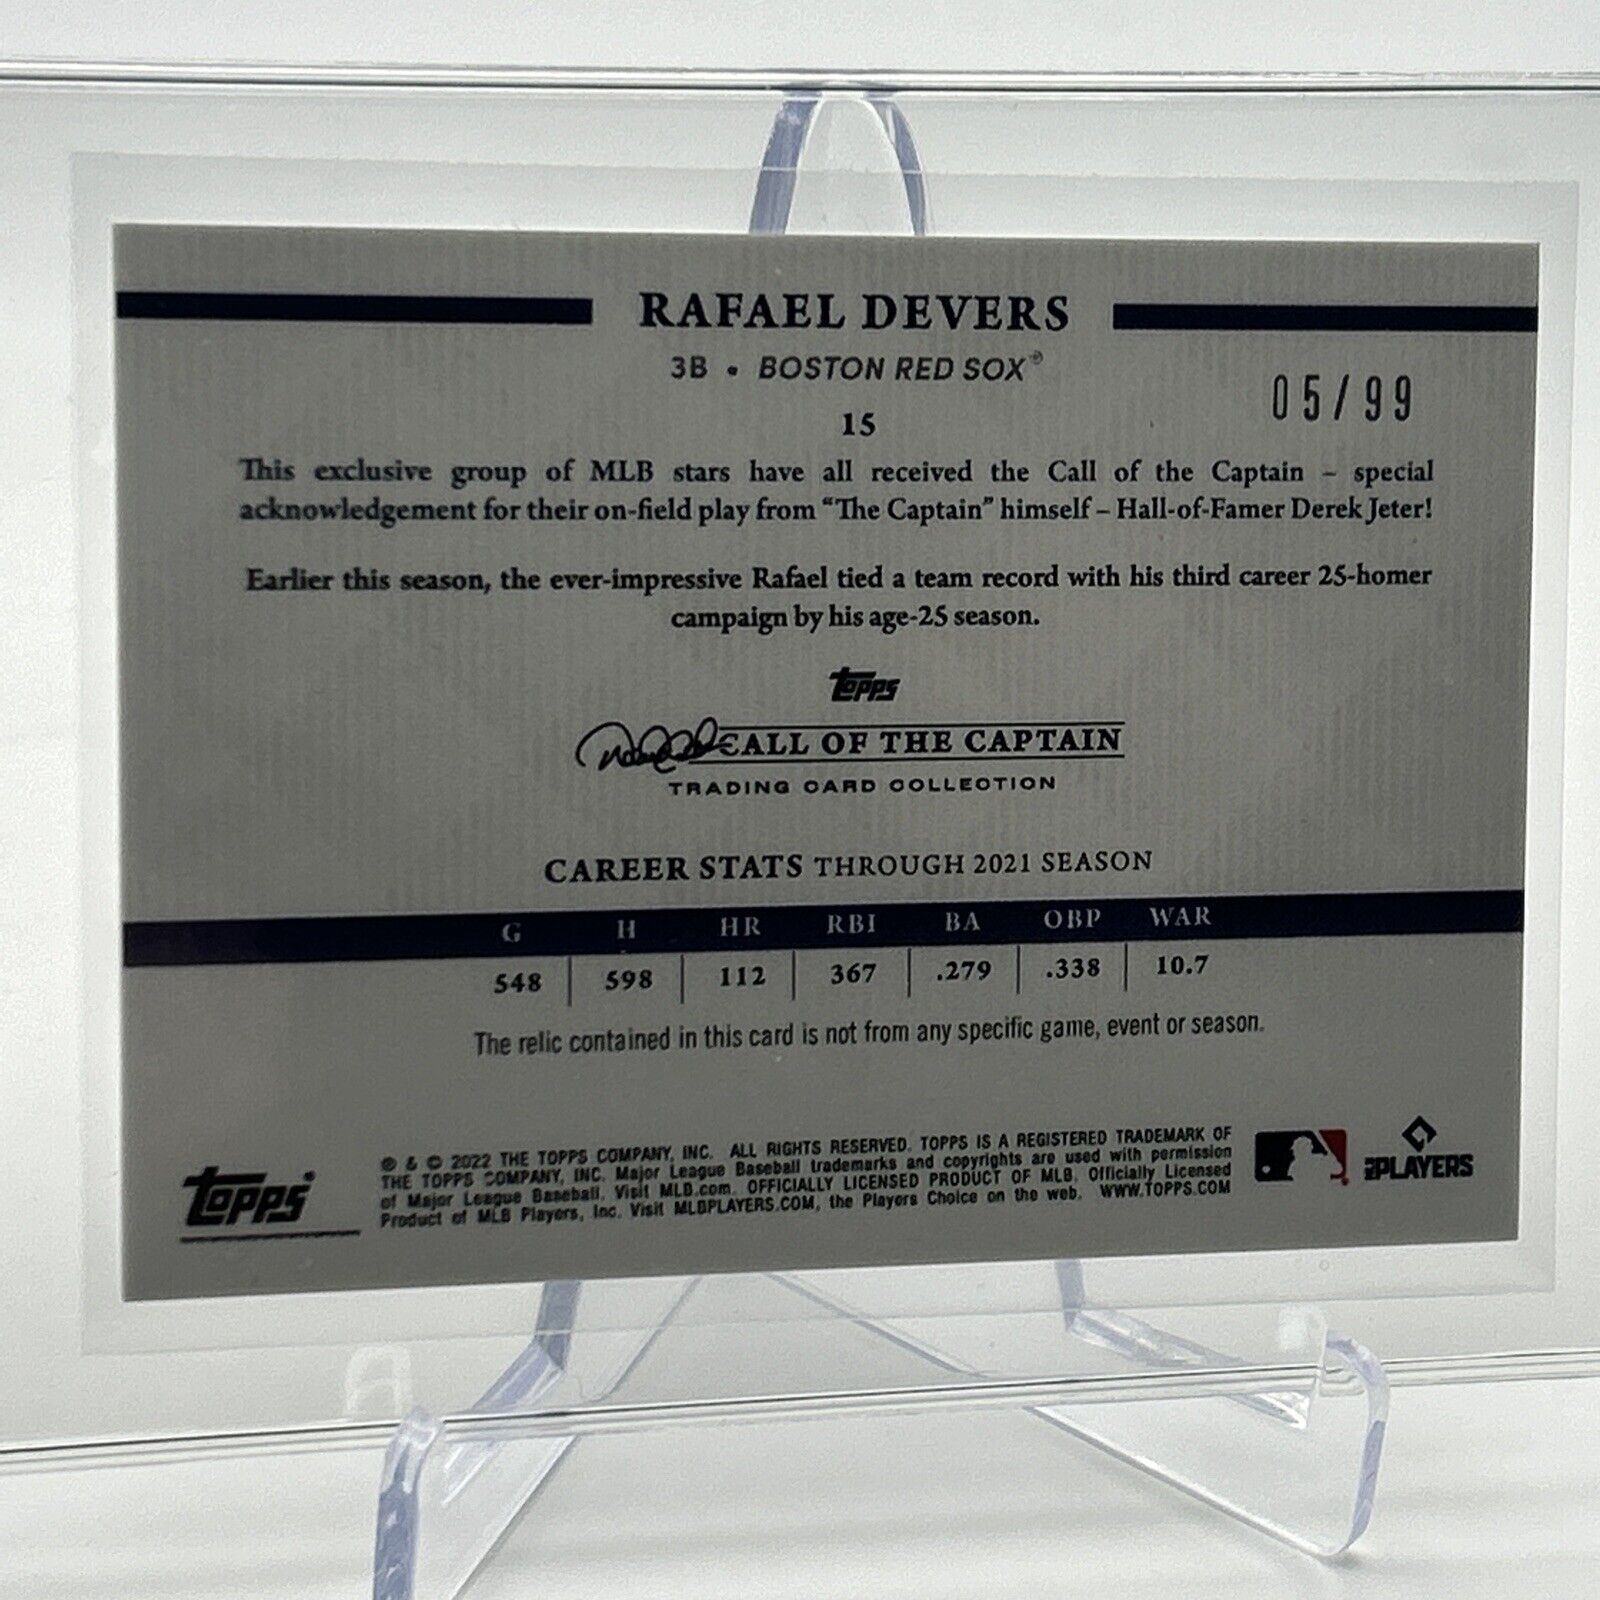 RAFAEL DEVERS
3B • BOSTON RED SOX®
05/99
15
This exclusive group of MLB stars have all received the Call of the Captain – special
acknowledgement for their on-field play from “The Captain” himself – Hall-of-Famer Derek Jeter!
Earlier this season, the ever-impressive Rafael tied a team record with his third career 25-homer
campaign by his age-25 season.
topps
CALL OF THE CAPTAIN
TRADING CARD COLLECTION
CAREER STATS THROUGH 2021 SEASON
G H HR RBI BA OBP WAR
548 598 112 367 .279 .338 10.7
The relic contained in this card is not from any specific game, event or season.
® & © 2022 THE TOPPS COMPANY, INC. ALL RIGHTS RESERVED. TOPPS IS A REGISTERED TRADEMARK OF
THE TOPPS COMPANY, INC. Major League Baseball trademarks and copyrights are used with permission
of Major League Baseball. Visit MLB.com. OFFICIALLY LICENSED PRODUCT OF MLB. Officially Licensed
Product of MLB Players, Inc. Visit MLBPLAYERS.COM, the Players Choice on the web. WWW.TOPPS.COM
topps®
PLAYERS